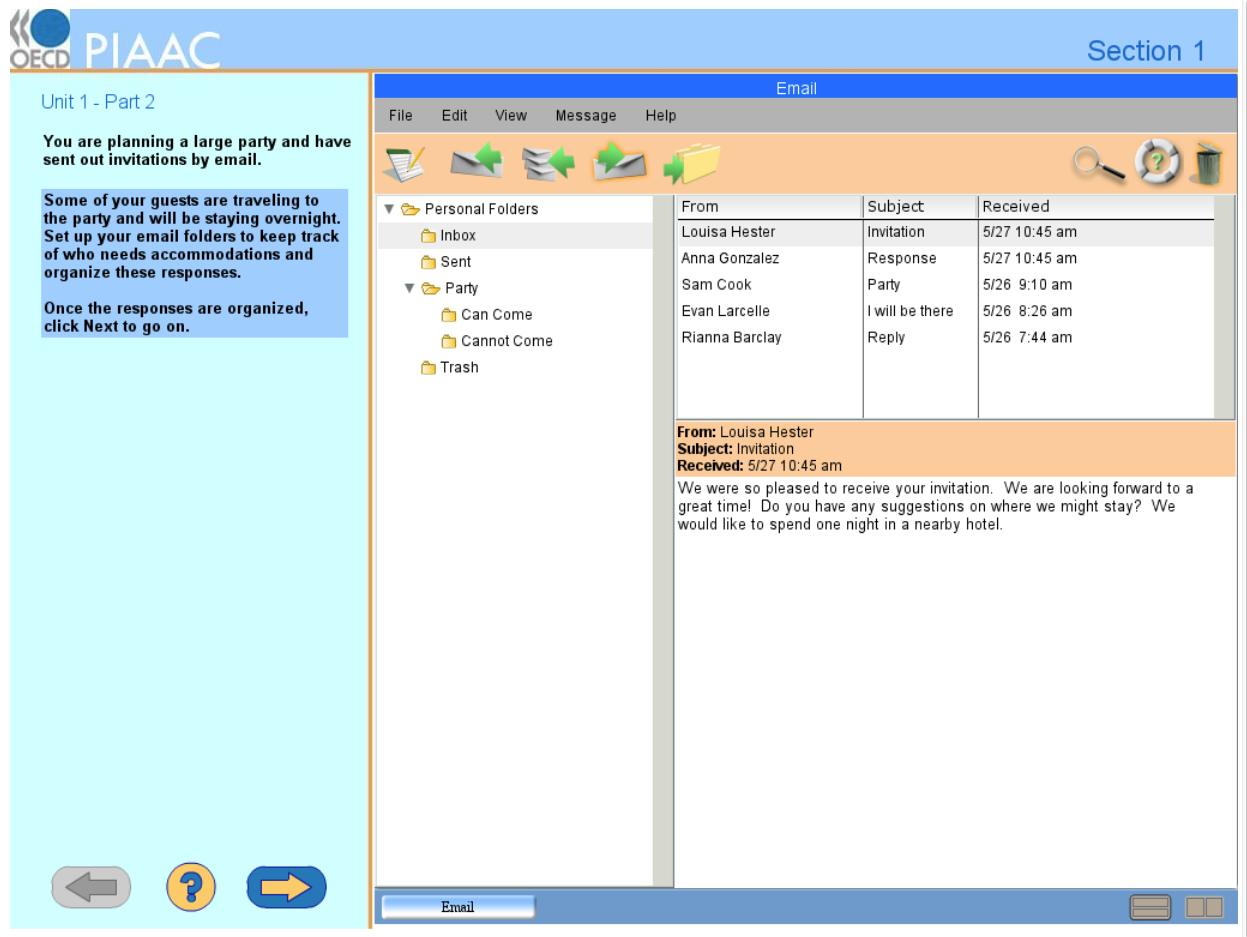 OECD PIAAC
Section 1
Unit 1 - Part 2
You are planning a large party and have
sent out invitations by email.
Some of your guests are traveling to
the party and will be staying overnight.
Set up your email folders to keep track
of who needs accommodations and
organize these responses.
Once the responses are organized,
click Next to go on.
?
Email
File Edit View Message Help
?
Personal Folders
Inbox
Sent
Party
Can Come
Cannot Come
Trash
From Subject Received
Louisa Hester Invitation 5/27 10:45 am
Anna Gonzalez Response 5/27 10:45 am
Sam Cook Party 5/26 9:10 am
Evan Larcelle I will be there 5/26 8:26 am
Rianna Barclay Reply 5/26 7:44 am
From: Louisa Hester
Subject: Invitation
Received: 5/27 10:45 am
We were so pleased to receive your invitation. We are looking forward to a
great time! Do you have any suggestions on where we might stay? We
would like to spend one night in a nearby hotel.
Email